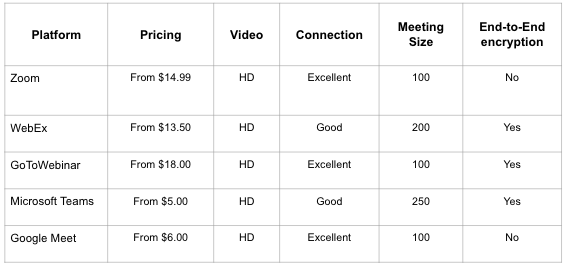 Platform Pricing Video Connection Meeting Size End-to-End encryption
Zoom From $14.99 HD Excellent 100 No
WebEx From $13.50 HD Good 200 Yes
GoToWebinar From $18.00 HD Excellent 100 Yes
Microsoft Teams From $5.00 HD Good 250 Yes
Google Meet From $6.00 HD Excellent 100 No